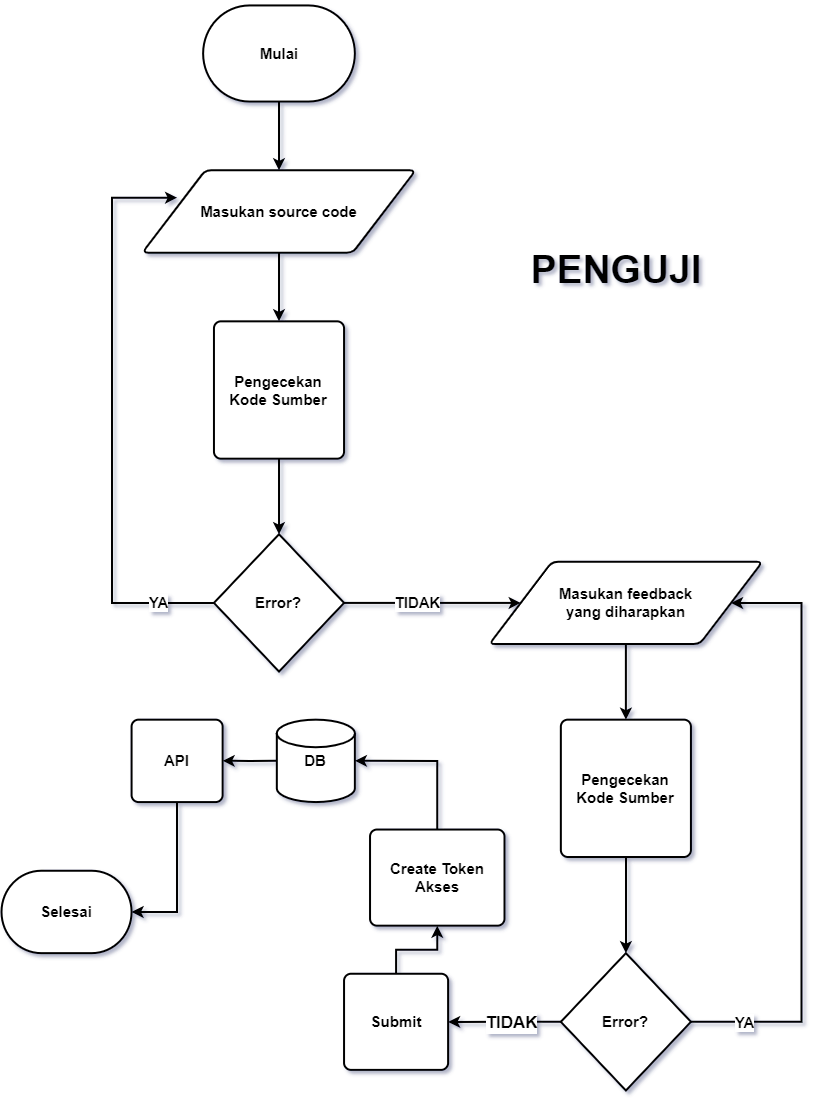 Mulai
Masukan source code
PENGUJI
Pengecekan
Kode Sumber
Error?
YA
TIDAK
Masukan feedback
yang diharapkan
Pengecekan
Kode Sumber
Error?
YA
TIDAK
Submit
Create Token
Akses
DB
API
Selesai